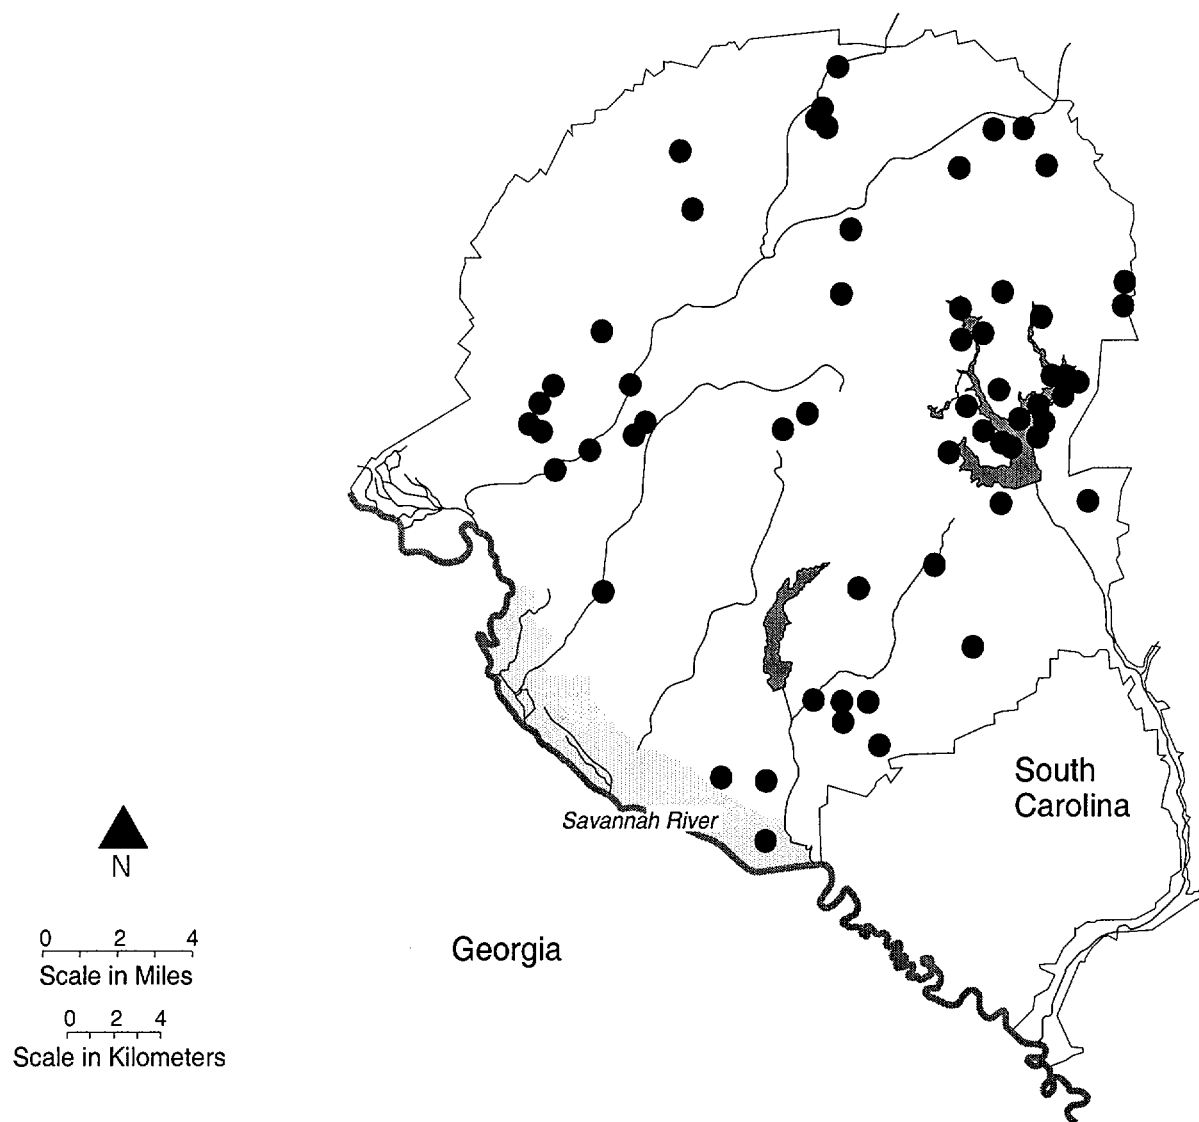 South
Carolina
Savannah River
N
Georgia
0 2 4
Scale in Miles
0 2 4
Scale in Kilometers